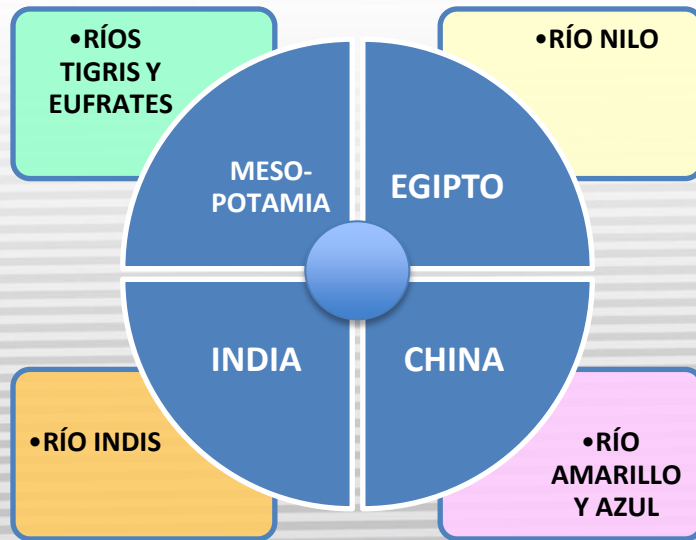 •RÍOS
TIGRIS Y
EUFRATES
•RÍO NILO
MESO-
POTAMIA
EGIPTO
INDIA
CHINA
•RÍO INDIS
•RÍO
AMARILLO
Y AZUL